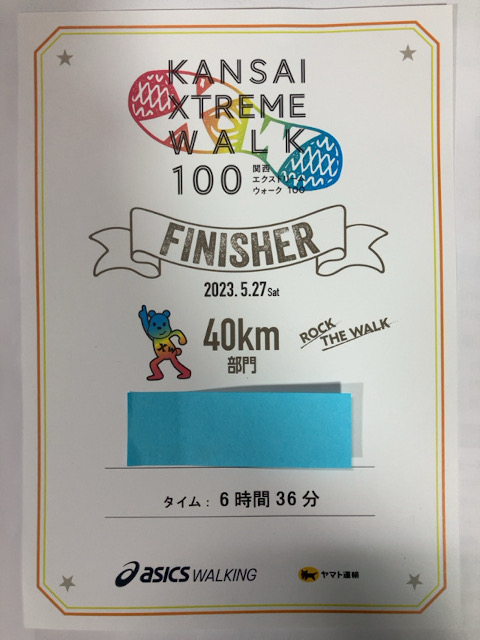 KANSAI
XTREME
WALK
100
関西
エクストリーム
ウォーク 100
FINISHER
2023.5.27 Sat
40km
部門
ROCK
THE WALK
XW
タイム： 6時間36分
asics WALKING
ヤマト運輸